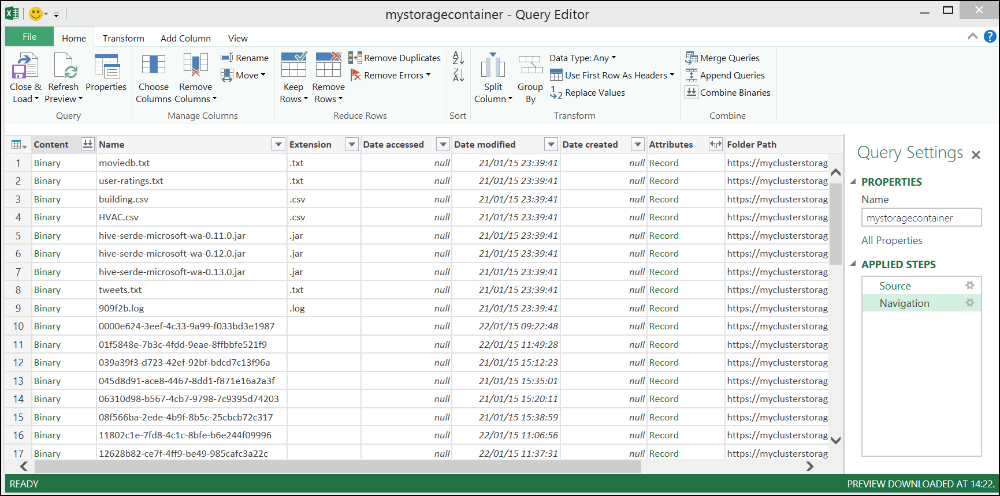 mystoragecontainer - Query Editor
File Home Transform Add Column View
Close & Load Refresh Preview Properties
Query
Choose Columns Remove Columns Rename Move
Manage Columns
Keep Rows Remove Rows Remove Duplicates Remove Errors
Reduce Rows
Sort
Split Column Group By Data Type: Any Use First Row As Headers Replace Values
Transform
Merge Queries Append Queries Combine Binaries
Combine
Content Name Extension Date accessed Date modified Date created Attributes Folder Path
1 Binary moviedb.txt .txt null 21/01/15 23:39:41 null Record https://myclusterstorag
2 Binary user-ratings.txt .txt null 21/01/15 23:39:41 null Record https://myclusterstorag
3 Binary building.csv .csv null 21/01/15 23:39:41 null Record https://myclusterstorag
4 Binary HVAC.csv .csv null 21/01/15 23:39:41 null Record https://myclusterstorag
5 Binary hive-serde-microsoft-wa-0.11.0.jar .jar null 21/01/15 23:39:41 null Record https://myclusterstorag
6 Binary hive-serde-microsoft-wa-0.12.0.jar .jar null 21/01/15 23:39:41 null Record https://myclusterstorag
7 Binary hive-serde-microsoft-wa-0.13.0.jar .jar null 21/01/15 23:39:41 null Record https://myclusterstorag
8 Binary tweets.txt .txt null 21/01/15 23:39:41 null Record https://myclusterstorag
9 Binary 909f2b.log .log null 21/01/15 23:39:41 null Record https://myclusterstorag
10 Binary 0000e624-3eef-4c33-9a99-f033bd3e1987 null 22/01/15 09:22:48 null Record https://myclusterstorag
11 Binary 01f5848e-7b3c-4fdd-9eae-8ffbbfe521f9 null 22/01/15 11:49:28 null Record https://myclusterstorag
12 Binary 039a39f3-d723-42ef-92bf-bdcd7c13f96a null 21/01/15 15:12:23 null Record https://myclusterstorag
13 Binary 045d8d91-ace8-4467-8dd1-f871e16a2a3f null 21/01/15 15:35:01 null Record https://myclusterstorag
14 Binary 06310d98-b567-4cb7-9798-7c9395d74203 null 21/01/15 15:20:11 null Record https://myclusterstorag
15 Binary 08f566ba-2ede-4b9f-8b5c-25cbcb72c317 null 21/01/15 15:38:59 null Record https://myclusterstorag
16 Binary 11802c1e-7fd8-4c1c-8bfe-b6e244f09996 null 22/01/15 11:06:56 null Record https://myclusterstorag
17 Binary 12628b82-ce7f-4ff9-be49-985cafc3a22c null 22/01/15 11:37:31 null Record https://myclusterstorag
Query Settings
PROPERTIES
Name
mystoragecontainer
All Properties
APPLIED STEPS
Source
Navigation
READY
PREVIEW DOWNLOADED AT 14:22.